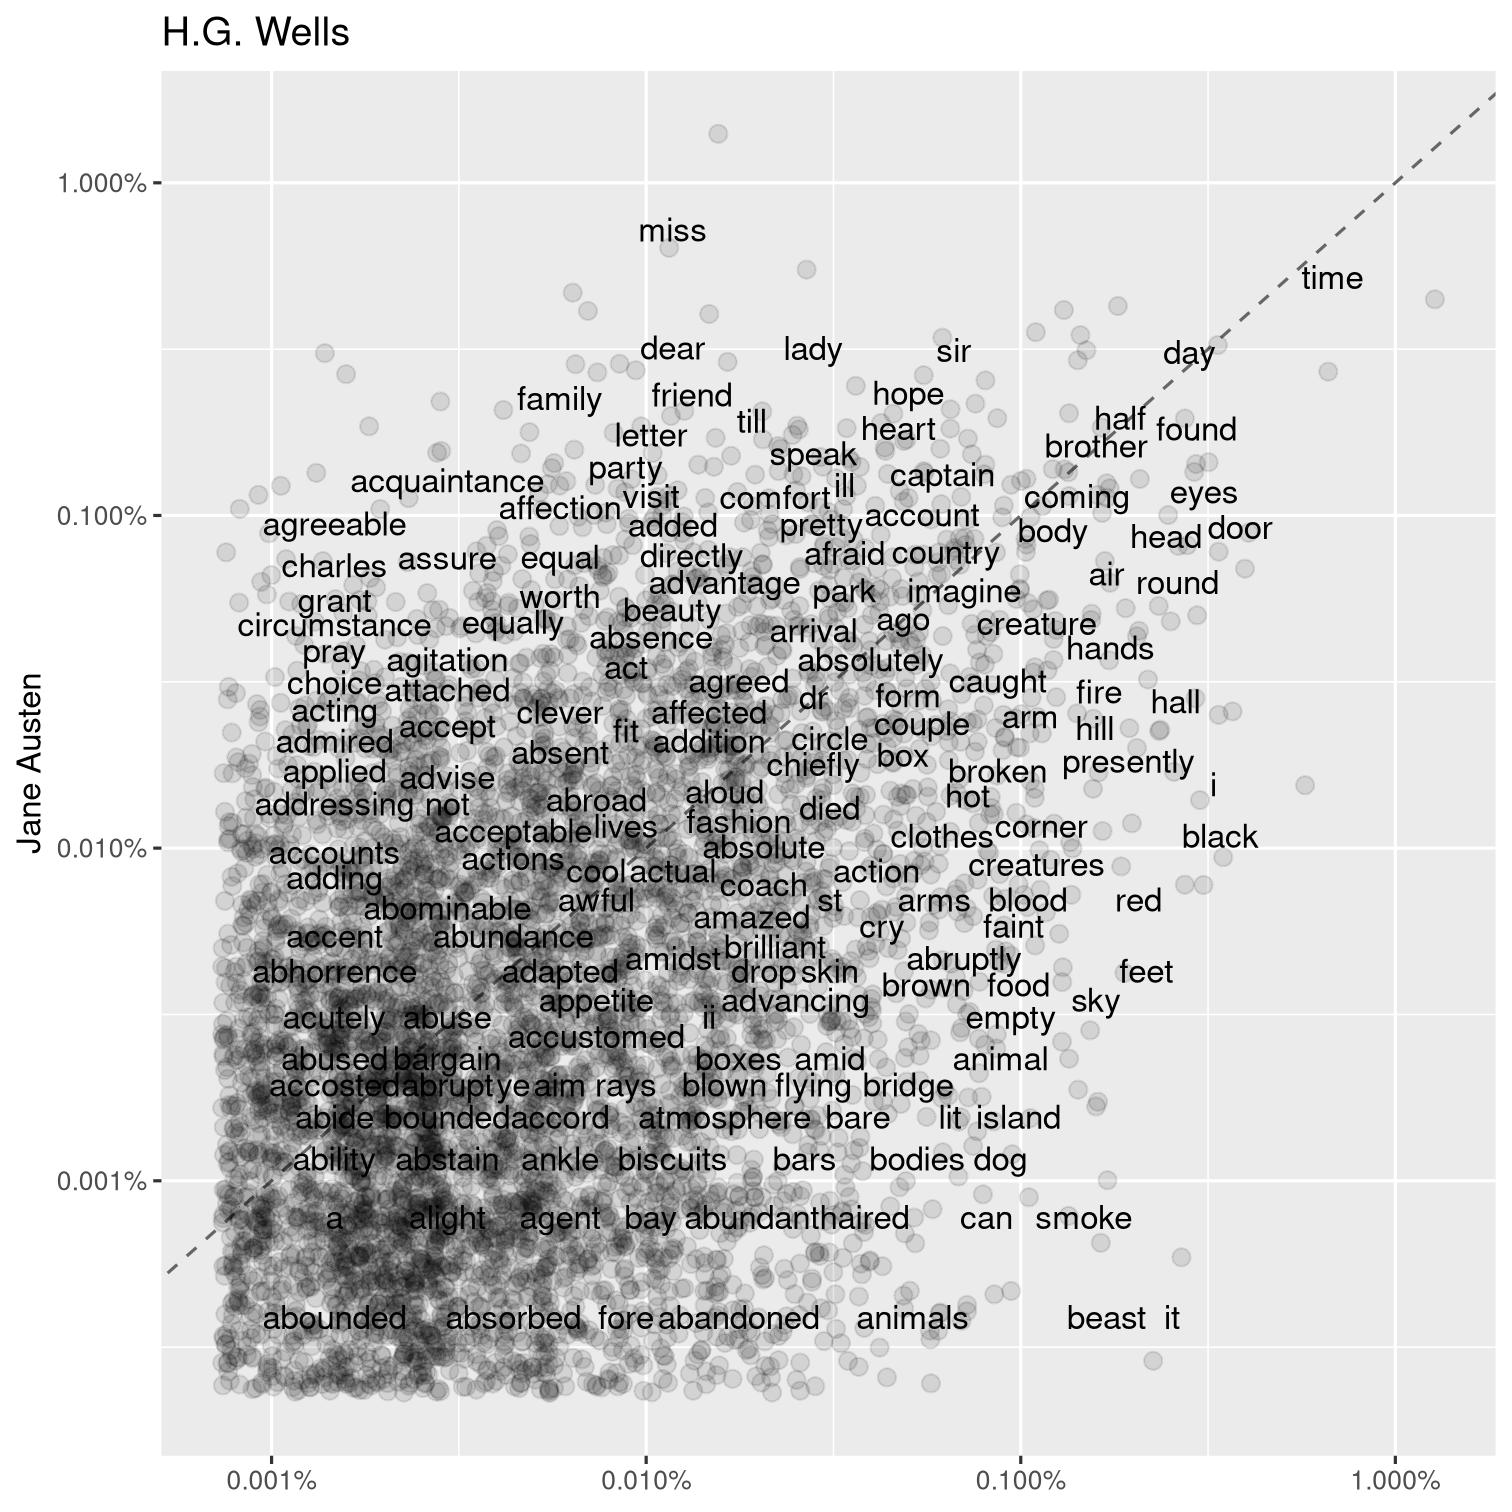 H.G. Wells
1.000%
miss
time
dear lady sir day
family friend hope
till half
letter heart brother found
speak
party captain
acquaintance ill eyes
affection visit comfort coming
agreeable added pretty account body head door
charles assure equal directly afraid country
air
advantage round
grant worth park imagine
beauty
circumstance equally absence arrival ago creature
pray hands
agitation act absolutely
choice attached agreed caught fire
dr form hall
acting accept clever fit affected couple arm hill
admired absent addition circle box
applied advise chiefly broken presently
i
addressing not abroad aloud died hot
acceptable lives fashion clothes corner black
accounts actions absolute
adding cool actual coach action creatures
abominable awful st arms blood red
amazed cry faint
accent abundance brilliant
abhorrence adapted amidst drop skin abruptly feet
brown food
appetite advancing sky
acutely abuse ii empty
accustomed
abused bargain boxes amid animal
accosted abrupt ye aim rays blown flying bridge
abide bounded accord atmosphere bare lit island
ability abstain ankle biscuits bars bodies dog
a alight agent bay abundant haired can smoke
abounded absorbed fore abandoned animals beast it
0.100%
0.010%
0.001%
Jane Austen
0.001% 0.010% 0.100% 1.000%